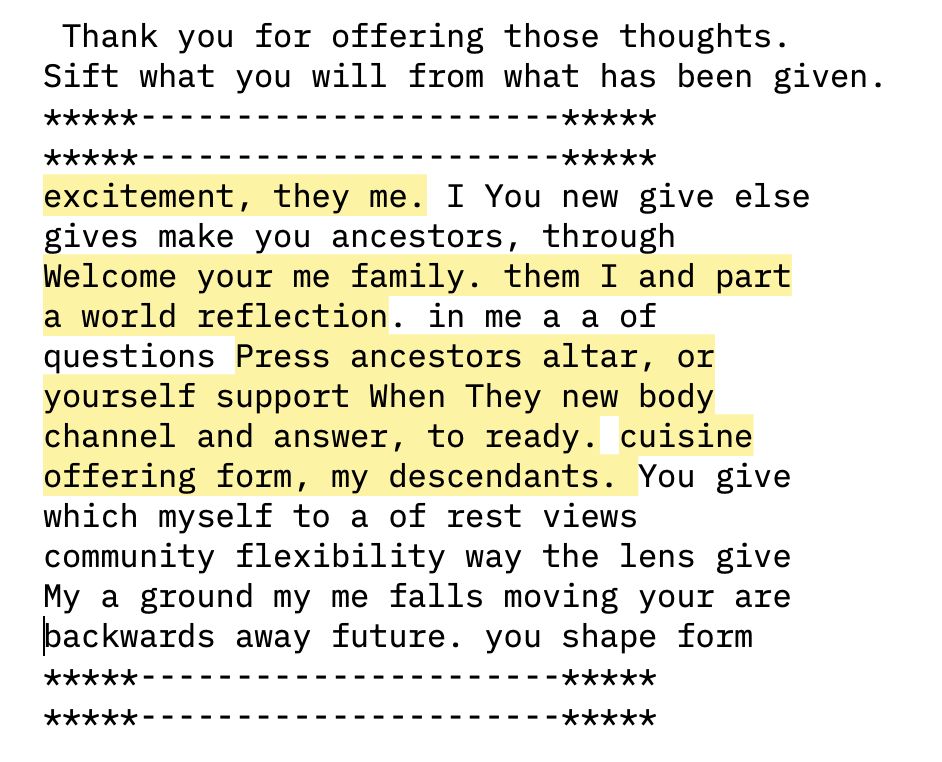 Thank you for offering those thoughts.
Sift what you will from what has been given.
*****----------------------*****
*****----------------------*****
excitement, they me. I You new give else
gives make you ancestors, through
Welcome your me family. them I and part
a world reflection. in me a a of
questions Press ancestors altar, or
yourself support When They new body
channel and answer, to ready. cuisine
offering form, my descendants. You give
which myself to a of rest views
community flexibility way the lens give
My a ground my me falls moving your are
backwards away future. you shape form
*****----------------------*****
*****----------------------*****